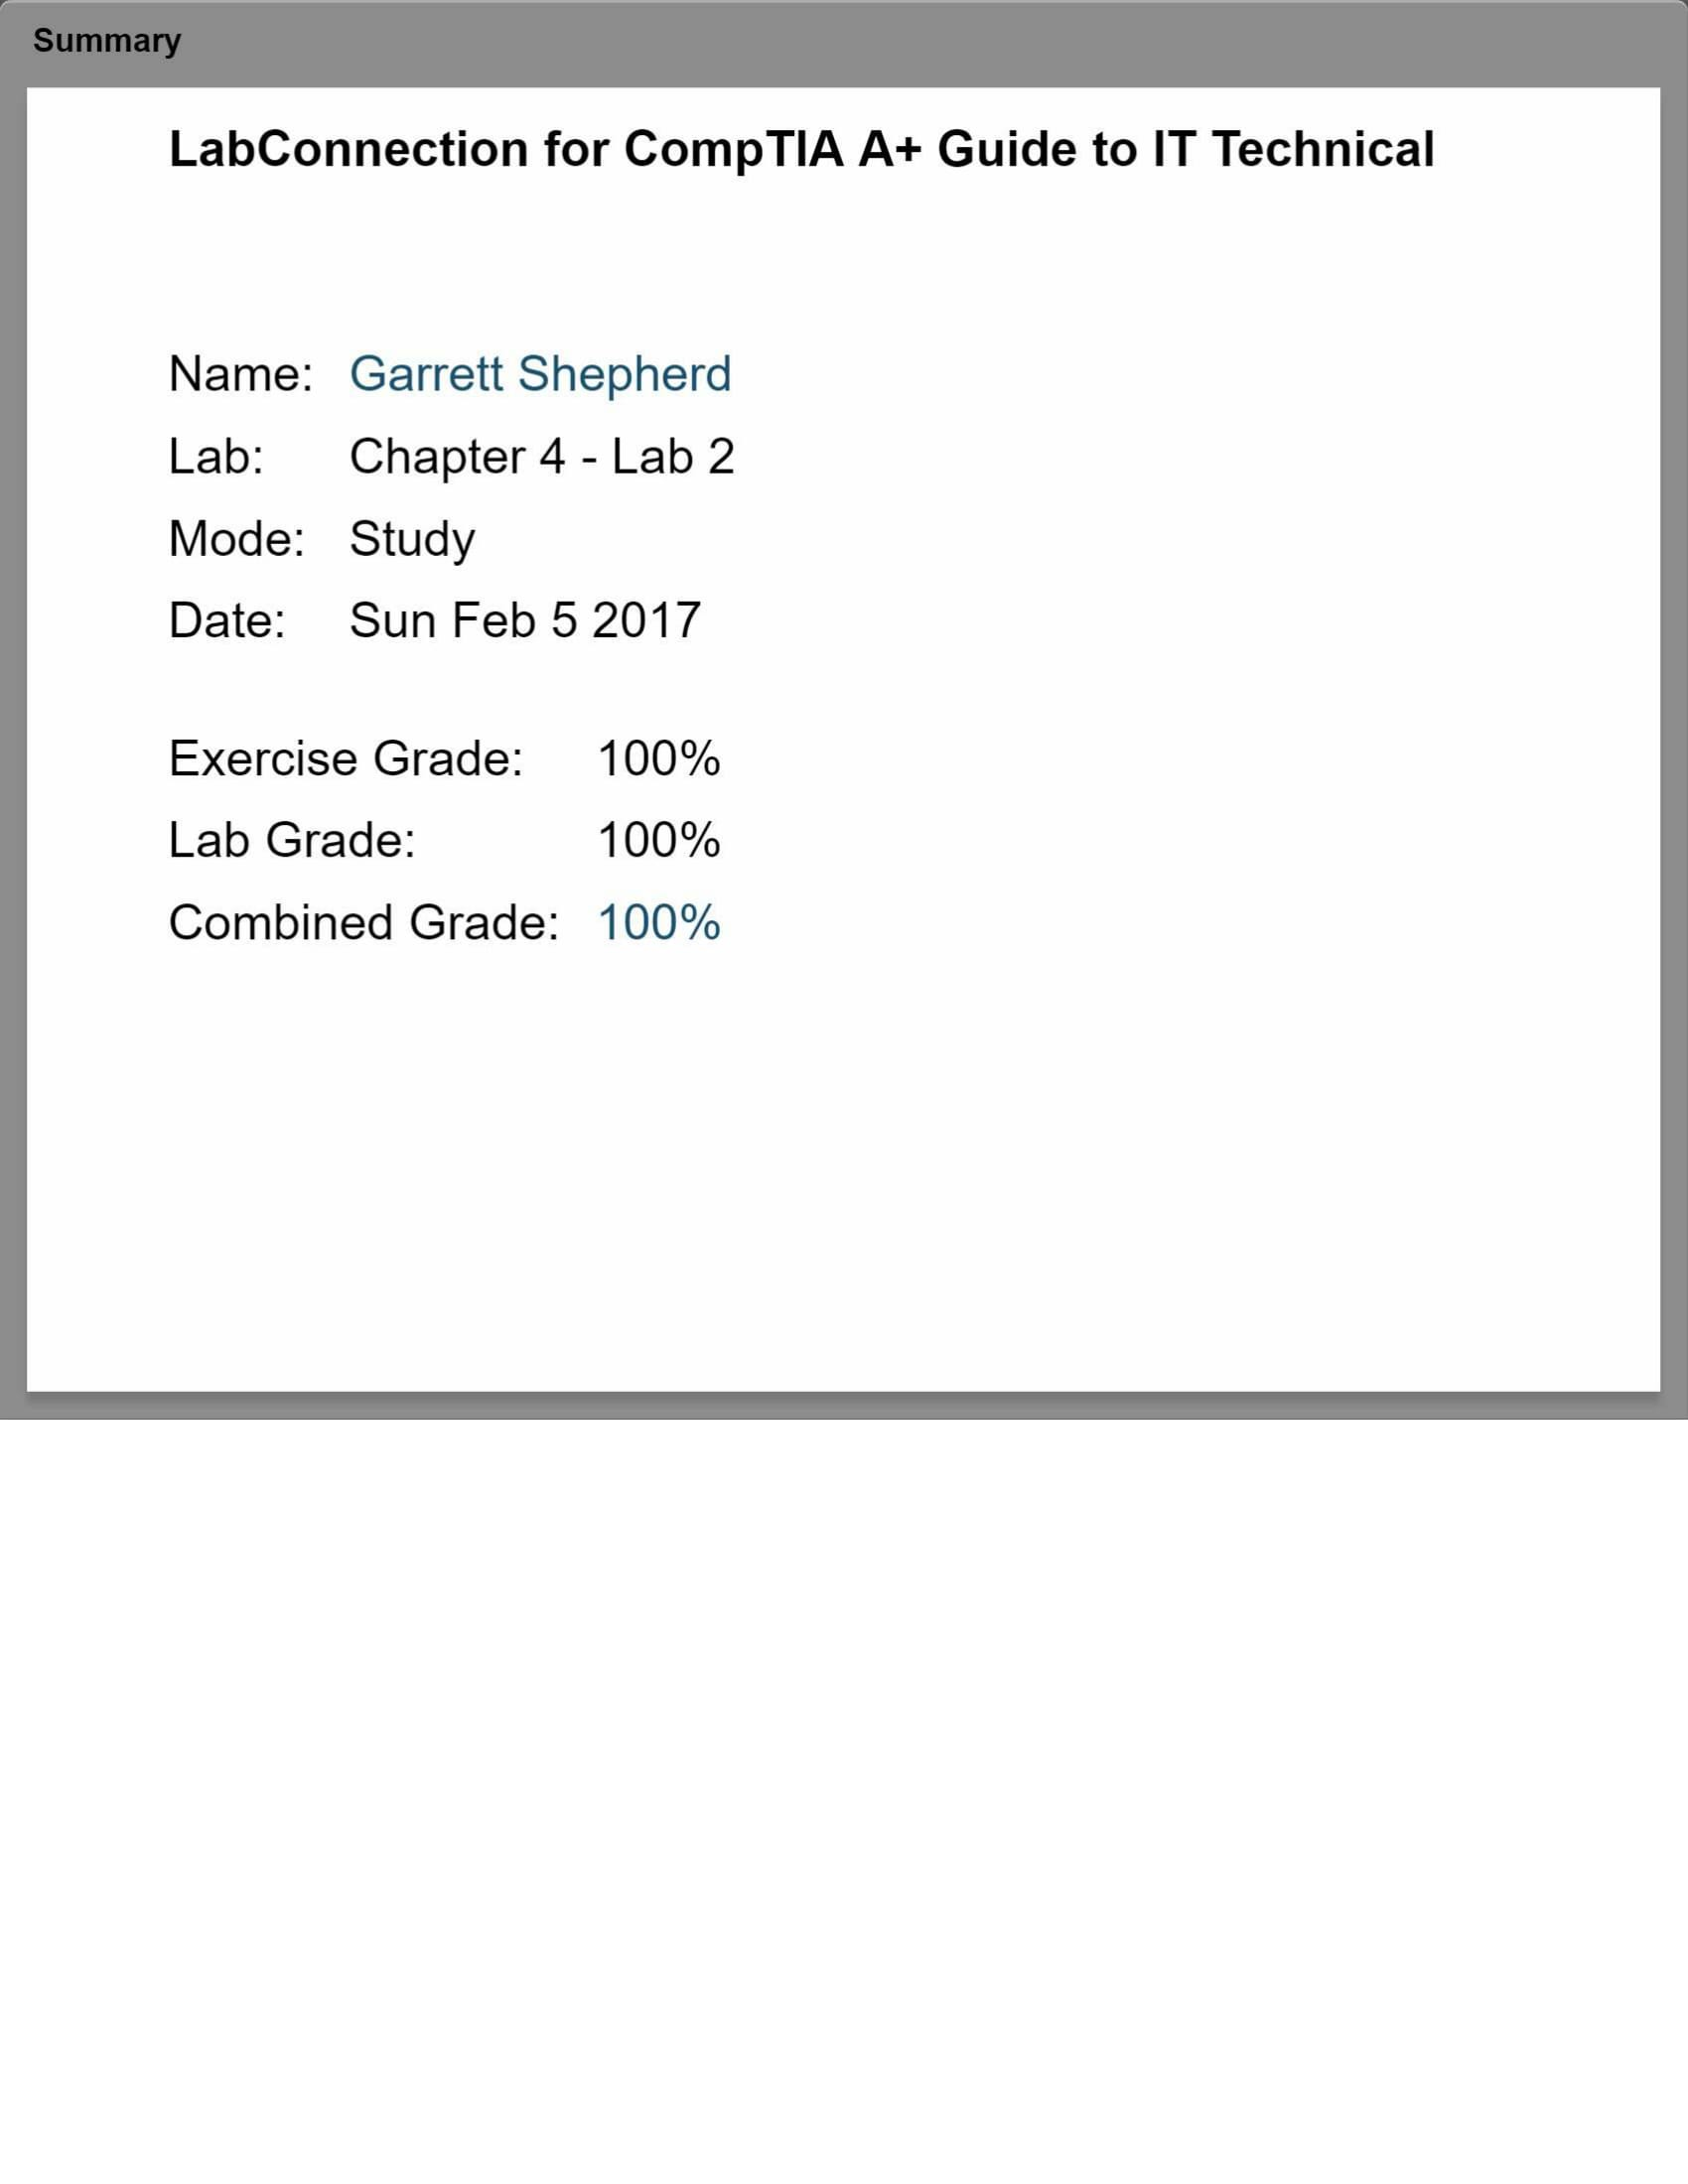 Summary
LabConnection for CompTIA A+ Guide to IT Technical
Name: Garrett Shepherd
Lab: Chapter 4 - Lab 2
Mode: Study
Date: Sun Feb 5 2017
Exercise Grade: 100%
Lab Grade: 100%
Combined Grade: 100%